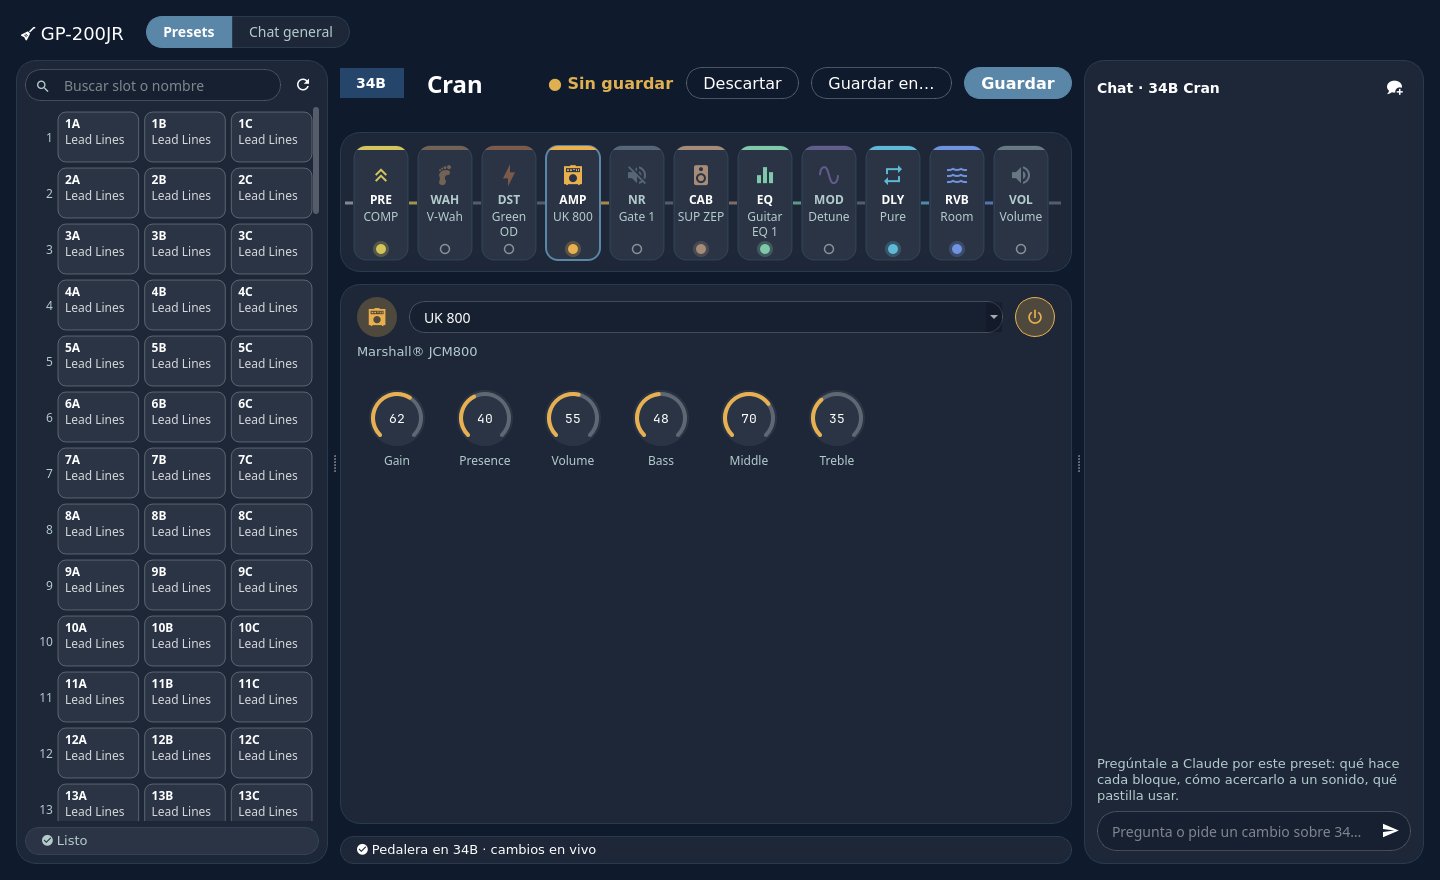 GP-200JR
Presets
Chat general
Buscar slot o nombre
1
1A
Lead Lines
1B
Lead Lines
1C
Lead Lines
2
2A
Lead Lines
2B
Lead Lines
2C
Lead Lines
3
3A
Lead Lines
3B
Lead Lines
3C
Lead Lines
4
4A
Lead Lines
4B
Lead Lines
4C
Lead Lines
5
5A
Lead Lines
5B
Lead Lines
5C
Lead Lines
6
6A
Lead Lines
6B
Lead Lines
6C
Lead Lines
7
7A
Lead Lines
7B
Lead Lines
7C
Lead Lines
8
8A
Lead Lines
8B
Lead Lines
8C
Lead Lines
9
9A
Lead Lines
9B
Lead Lines
9C
Lead Lines
10
10A
Lead Lines
10B
Lead Lines
10C
Lead Lines
11
11A
Lead Lines
11B
Lead Lines
11C
Lead Lines
12
12A
Lead Lines
12B
Lead Lines
12C
Lead Lines
13
13A
Lead Lines
13B
Lead Lines
13C
Lead Lines
Listo
34B
Cran
Sin guardar
Descartar
Guardar en...
Guardar
PRE
COMP
WAH
V-Wah
DST
Green
OD
AMP
UK 800
NR
Gate 1
CAB
SUP ZEP
EQ
Guitar
EQ 1
MOD
Detune
DLY
Pure
RVB
Room
VOL
Volume
UK 800
Marshall® JCM800
62
Gain
40
Presence
55
Volume
48
Bass
70
Middle
35
Treble
Pedalera en 34B · cambios en vivo
Chat · 34B Cran
Pregúntale a Claude por este preset: qué hace
cada bloque, cómo acercarlo a un sonido, qué
pastilla usar.
Pregunta o pide un cambio sobre 34...